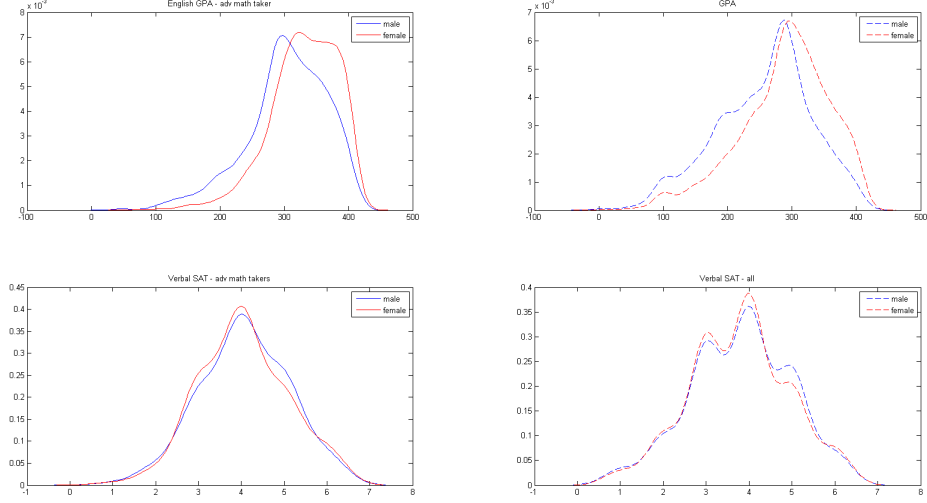 English GPA - adv math taker
x 10⁻³
8
7
6
5
4
3
2
1
0
-100 0 100 200 300 400 500
male
female
GPA
x 10⁻³
7
6
5
4
3
2
1
0
-100 0 100 200 300 400 500
male
female
Verbal SAT - adv math takers
0.45
0.4
0.35
0.3
0.25
0.2
0.15
0.1
0.05
0
-1 0 1 2 3 4 5 6 7 8
male
female
Verbal SAT - all
0.45
0.4
0.35
0.3
0.25
0.2
0.15
0.1
0.05
0
-1 0 1 2 3 4 5 6 7 8
male
female